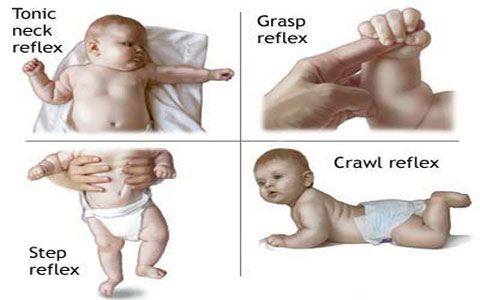 Tonic
neck
reflex
Grasp
reflex
Step
reflex
Crawl reflex